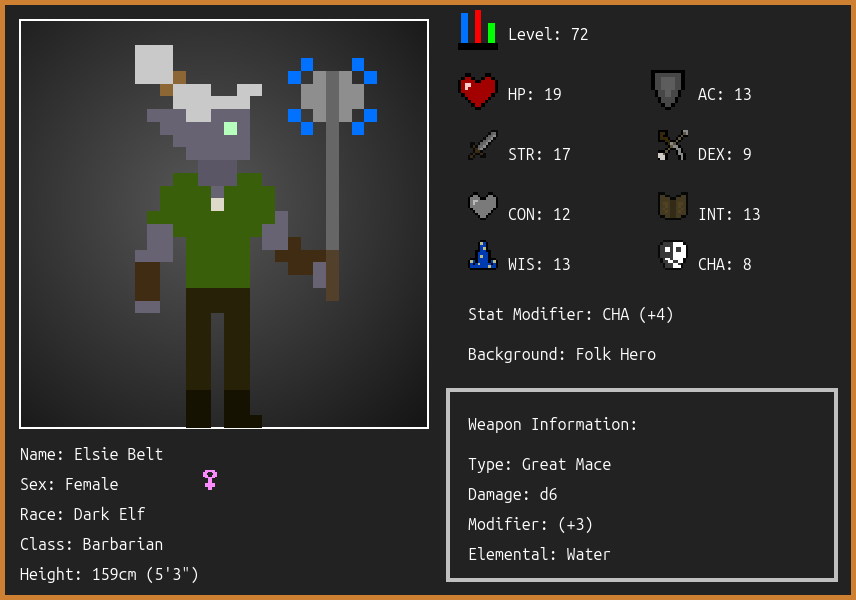 Level: 72
HP: 19
AC: 13
STR: 17
DEX: 9
CON: 12
INT: 13
WIS: 13
CHA: 8
Stat Modifier: CHA (+4)
Background: Folk Hero
Weapon Information:
Type: Great Mace
Damage: d6
Modifier: (+3)
Elemental: Water
Name: Elsie Belt
Sex: Female
Race: Dark Elf
Class: Barbarian
Height: 159cm (5'3")